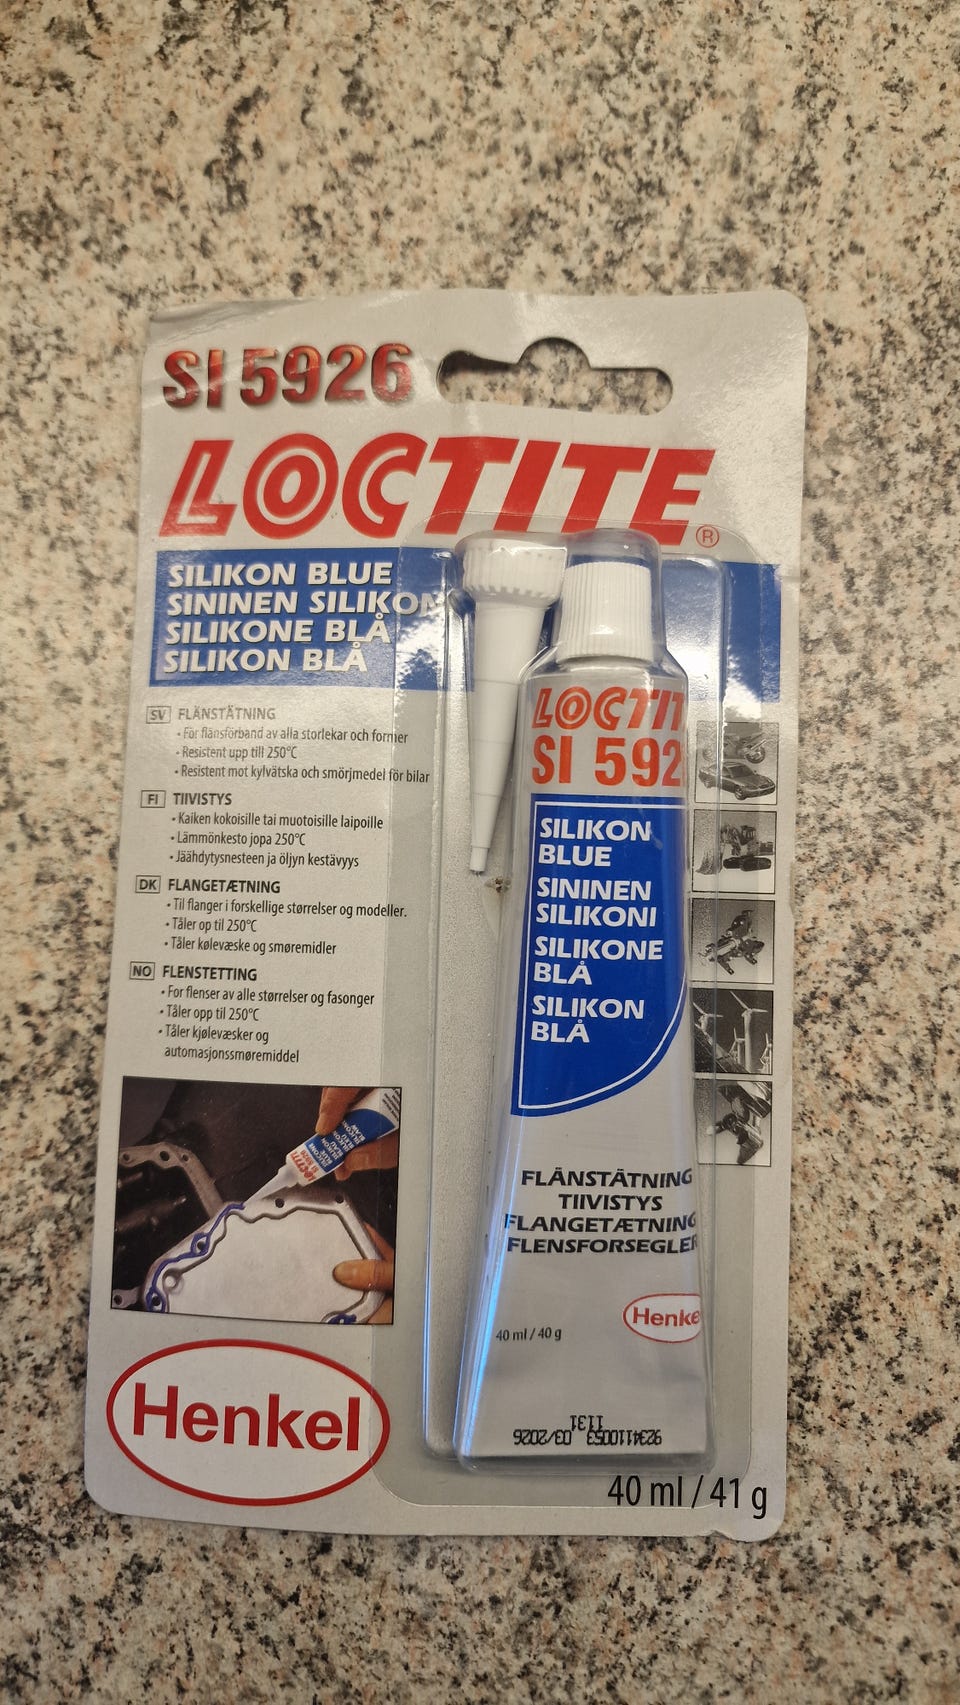 SI 5926
LOCTITE®
SILIKON BLUE
SININEN SILIKON
SILIKONE BLÅ
SILIKON BLÅ
SV FLÄNSTÄTNING
• För flänsförband av alla storlekar och former
• Resistent upp till 250°C
• Resistent mot kylvätska och smörjmedel för bilar
FI TIIVISTYS
• Kaiken kokoisille tai muotoisille laipoille
• Lämmönkesto jopa 250°C
• Jäähdytysnesteen ja öljyn kestävyys
DK FLANGETÆTNING
• Til flanger i forskellige størrelser og modeller.
• Tåler op til 250°C
• Tåler kølevæske og smøremidler
NO FLENSTETTING
• For flenser av alle størrelser og fasonger
• Tåler opp til 250°C
• Tåler kjølevæsker og
automasjonssmøremiddel
Henkel
40 ml / 41 g
LOCTIT
SI 592
SILIKON
BLUE
SININEN
SILIKONI
SILIKONE
BLÅ
SILIKON
BLÅ
FLÄNSTÄTNING
TIIVISTYS
FLANGETÆTNING
FLENSFORSEGLER
Henkel
40 ml / 40 g
9234110053 03/2026
1131
LOCTITE